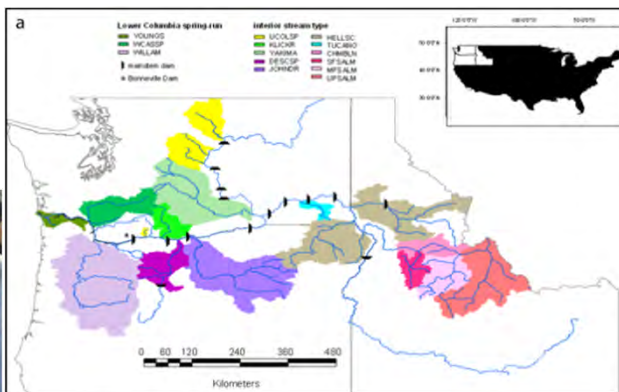 a
Lower Columbia spring-run
YOUNGS
WCASSP
WILLAM
mainstem dam
Bonneville Dam
interior stream type
UCOLSP
KLICKR
YAKIMA
DESCSP
JOHNDR
HELLSC
TUCANO
CHMBLN
SFSALM
MFSALM
UPSALM
0 60 120 240 360 480
Kilometers